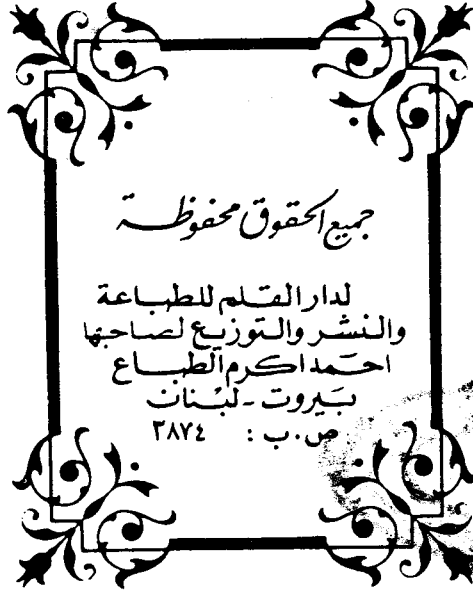 جميع الحقوق محفوظة
لدار القلم للطباعة
والنشر والتوزيع لصاحبها
احمد اكرم الطباع
بيروت - لبنان
ص.ب : ٣٨٧٤